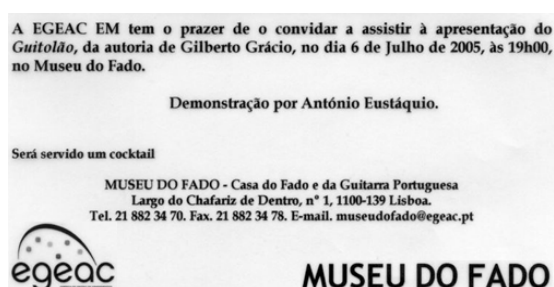 A EGEAC EM tem o prazer de o convidar a assistir à apresentação do
Guitolão, da autoria de Gilberto Grácio, no dia 6 de Julho de 2005, às 19h00,
no Museu do Fado.
Demonstração por António Eustáquio.
Será servido um cocktail
MUSEU DO FADO - Casa do Fado e da Guitarra Portuguesa
Largo do Chafariz de Dentro, nº 1, 1100-139 Lisboa.
Tel. 21 882 34 70. Fax. 21 882 34 78. E-mail. museudofado@egeac.pt
egeac
MUSEU DO FADO